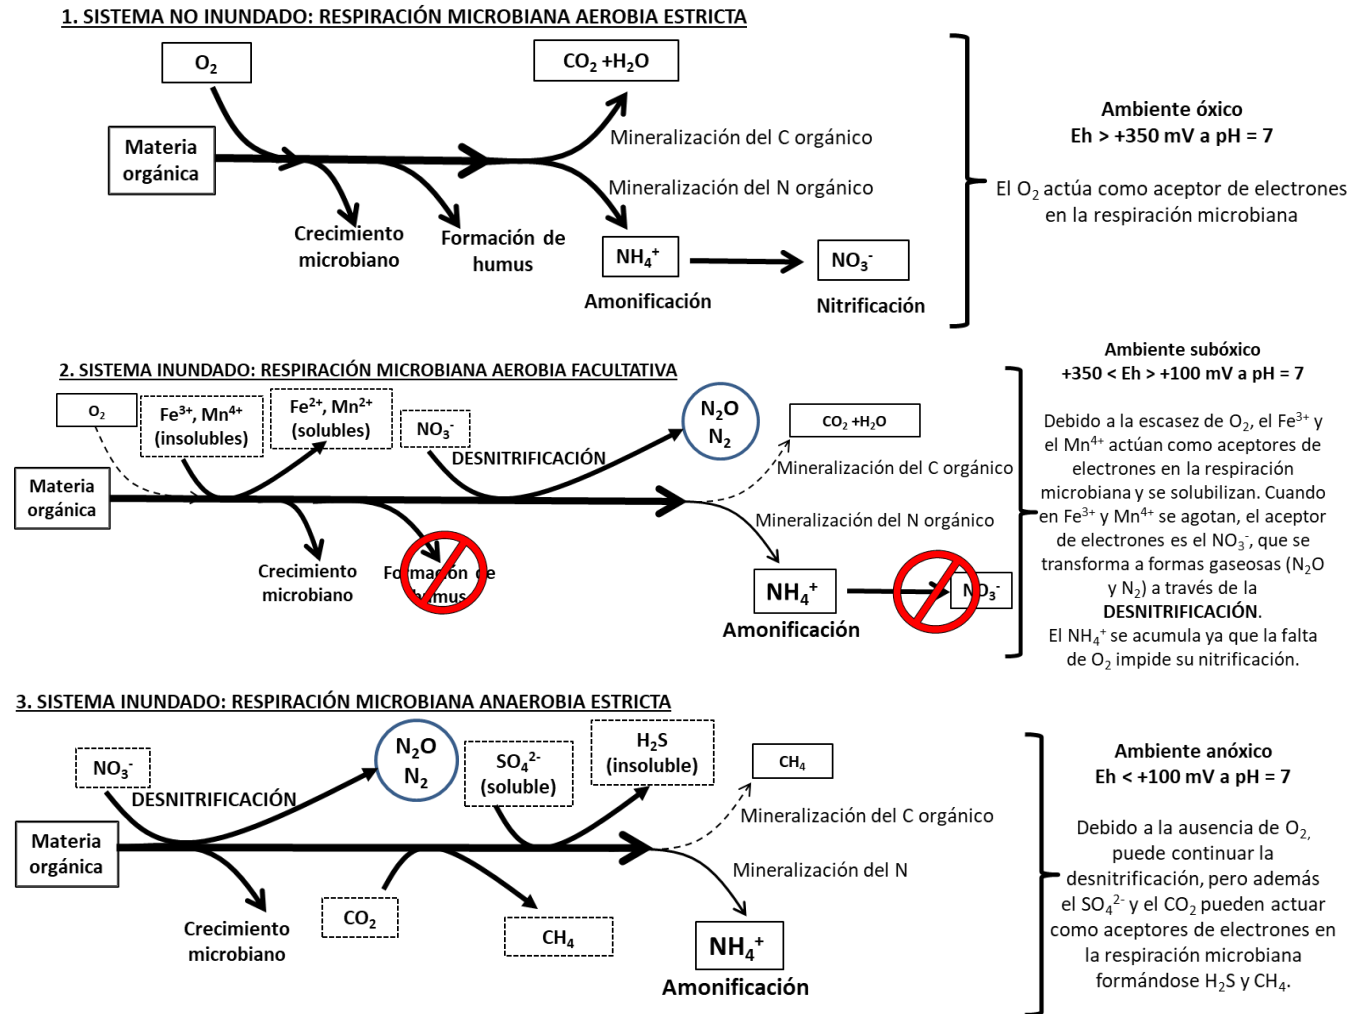 1. SISTEMA NO INUNDADO: RESPIRACIÓN MICROBIANA AEROBIA ESTRICTA
O₂
CO₂ +H₂O
Materia
orgánica
Mineralización del C orgánico
Mineralización del N orgánico
Crecimiento
microbiano
Formación de
humus
NH₄⁺
NO₃⁻
Amonificación
Nitrificación
Ambiente óxico
Eh > +350 mV a pH = 7
El O₂ actúa como aceptor de electrones
en la respiración microbiana
2. SISTEMA INUNDADO: RESPIRACIÓN MICROBIANA AEROBIA FACULTATIVA
O₂
Fe³⁺, Mn⁴⁺
(insolubles)
Fe²⁺, Mn²⁺
(solubles)
NO₃⁻
DESNITRIFICACIÓN
N₂O
N₂
CO₂ +H₂O
Materia
orgánica
Mineralización del C orgánico
Mineralización del N orgánico
Crecimiento
microbiano
Formación de
humus
NH₄⁺
NO₃⁻
Amonificación
Ambiente subóxico
+350 < Eh > +100 mV a pH = 7
Debido a la escasez de O₂, el Fe³⁺ y
el Mn⁴⁺ actúan como aceptores de
electrones en la respiración
microbiana y se solubilizan. Cuando
en Fe³⁺ y Mn⁴⁺ se agotan, el aceptor
de electrones es el NO₃⁻, que se
transforma a formas gaseosas (N₂O
y N₂) a través de la
DESNITRIFICACIÓN.
El NH₄⁺ se acumula ya que la falta
de O₂ impide su nitrificación.
3. SISTEMA INUNDADO: RESPIRACIÓN MICROBIANA ANAEROBIA ESTRICTA
NO₃⁻
DESNITRIFICACIÓN
N₂O
N₂
SO₄²⁻
(soluble)
H₂S
(insoluble)
CH₄
Materia
orgánica
Mineralización del C orgánico
Mineralización del N
Crecimiento
microbiano
CO₂
CH₄
NH₄⁺
Amonificación
Ambiente anóxico
Eh < +100 mV a pH = 7
Debido a la ausencia de O₂,
puede continuar la
desnitrificación, pero además
el SO₄²⁻ y el CO₂ pueden actuar
como aceptores de electrones en
la respiración microbiana
formándose H₂S y CH₄.